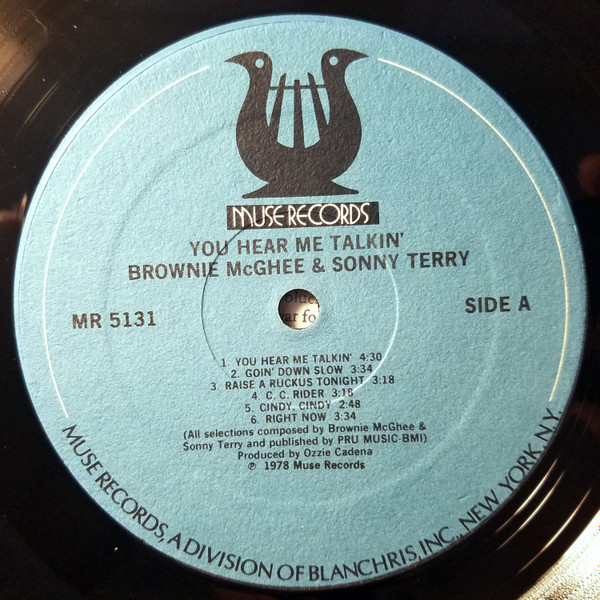 MUSE RECORDS
YOU HEAR ME TALKIN'
BROWNIE McGHEE & SONNY TERRY
MR 5131
SIDE A
blue
ar fo
1. YOU HEAR ME TALKIN' 4:30
2. GOIN' DOWN SLOW 3:34
3. RAISE A RUCKUS TONIGHT 3:18
4 C. C. RIDER 3:18
5. CINDY, CINDY 2:48
6. RIGHT NOW 3:34
(All selections composed by Brownie McGhee &
Sonny Terry and published by PRU MUSIC-BMI)
Produced by Ozzie Cadena
℗ 1978 Muse Records
MUSE RECORDS, A DIVISION OF BLANCHRIS, INC., NEW YORK, N.Y.